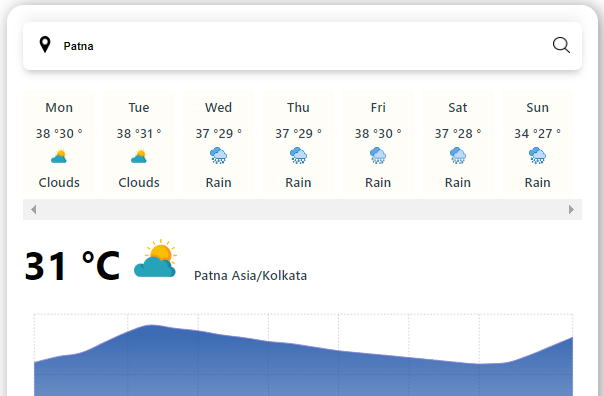 Patna
Mon Tue Wed Thu Fri Sat Sun
38 °30 ° 38 °31 ° 37 °29 ° 37 °29 ° 38 °30 ° 37 °28 ° 34 °27 °
Clouds Clouds Rain Rain Rain Rain Rain
31 °C Patna Asia/Kolkata